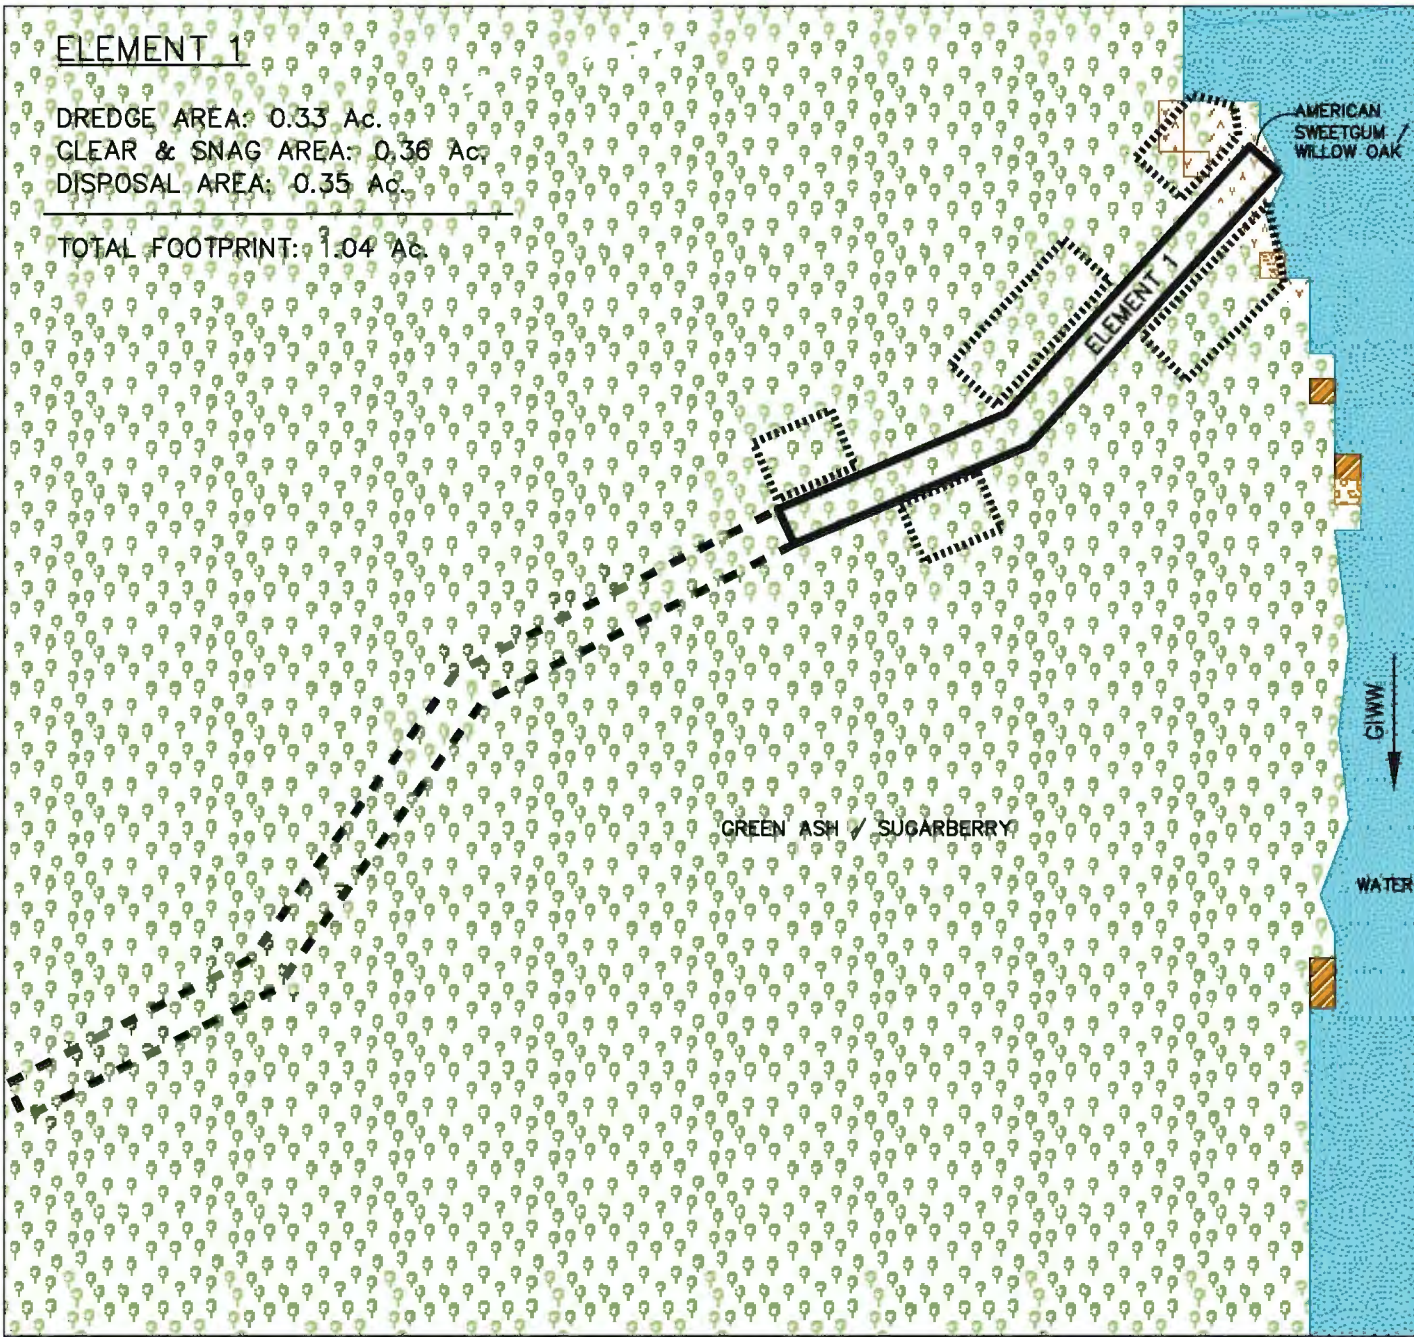 ELEMENT 1
DREDGE AREA: 0.33 Ac.
CLEAR & SNAG AREA: 0.36 Ac.
DISPOSAL AREA: 0.35 Ac.
TOTAL FOOTPRINT: 1.04 Ac.
AMERICAN
SWEETGUM /
WILLOW OAK
ELEMENT 1
GIWW
GREEN ASH / SUGARBERRY
WATER